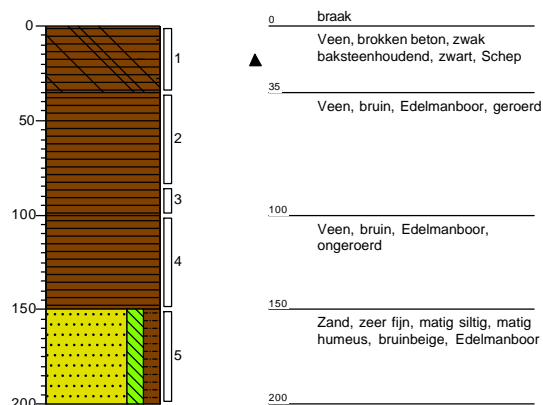 0
50
100
150
200
1
2
3
4
5
0
braak
Veen, brokken beton, zwak
baksteenhoudend, zwart, Schep
35
Veen, bruin, Edelmanboor, geroerd
100
Veen, bruin, Edelmanboor,
ongeroerd
150
Zand, zeer fijn, matig siltig, matig
humeus, bruinbeige, Edelmanboor
200